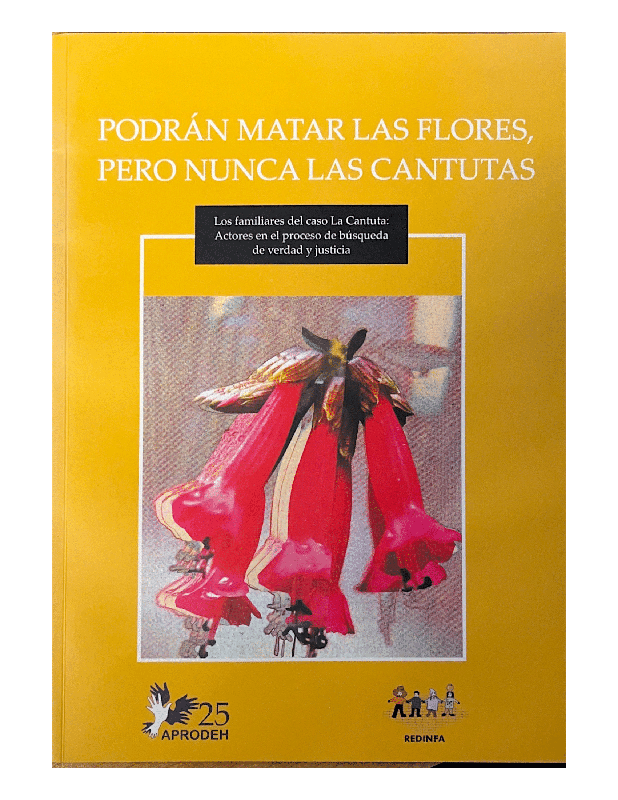 PODRÁN MATAR LAS FLORES,
PERO NUNCA LAS CANTUTAS
Los familiares del caso La Cantuta:
Actores en el proceso de búsqueda
de verdad y justicia
25
APRODEH
REDINFA